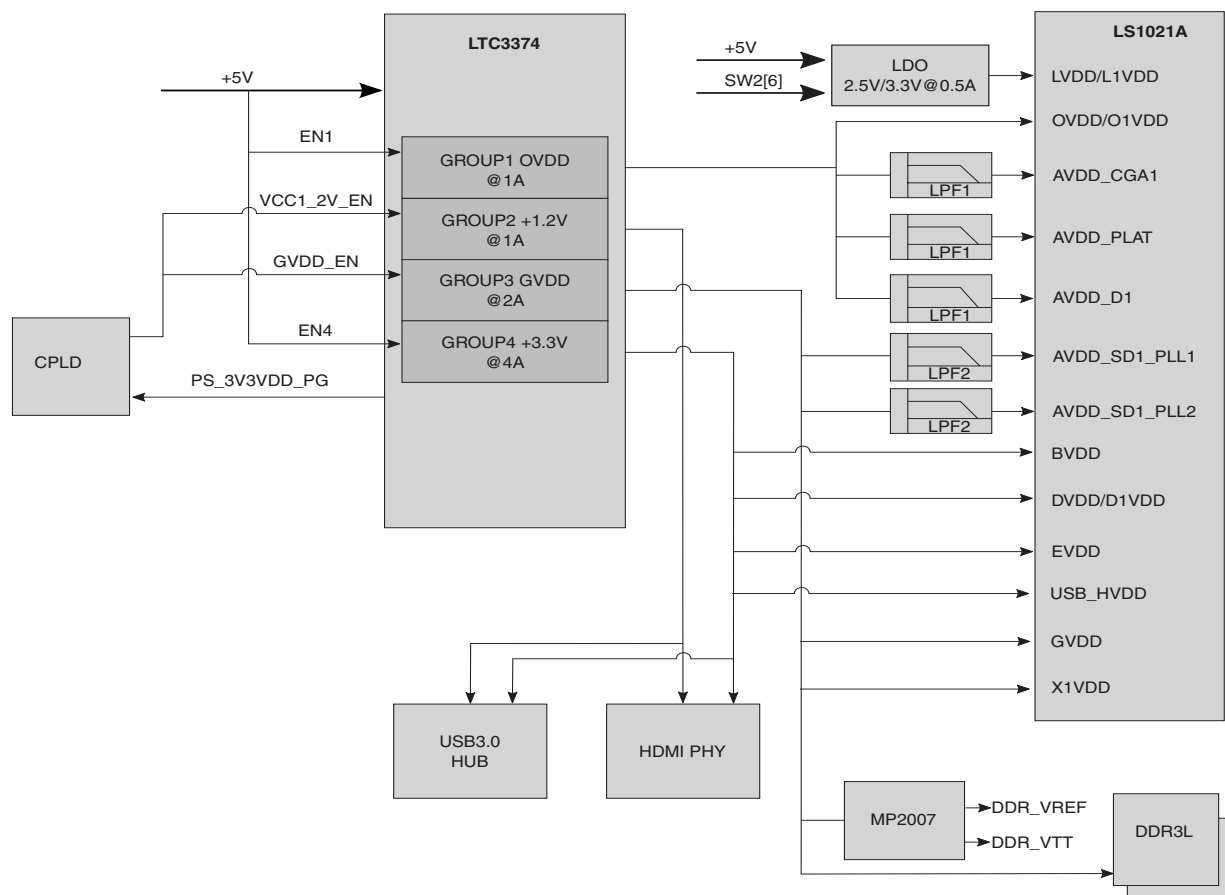 LTC3374
+5V
EN1
GROUP1 OVDD
@1A
VCC1_2V_EN
GROUP2 +1.2V
@1A
GVDD_EN
GROUP3 GVDD
@2A
EN4
GROUP4 +3.3V
@4A
CPLD
PS_3V3VDD_PG
+5V
SW2[6]
LDO
2.5V/3.3V@0.5A
LS1021A
LVDD/L1VDD
OVDD/O1VDD
LPF1
AVDD_CGA1
LPF1
AVDD_PLAT
LPF1
AVDD_D1
LPF2
AVDD_SD1_PLL1
LPF2
AVDD_SD1_PLL2
BVDD
DVDD/D1VDD
EVDD
USB_HVDD
GVDD
X1VDD
USB3.0
HUB
HDMI PHY
MP2007
DDR_VREF
DDR_VTT
DDR3L